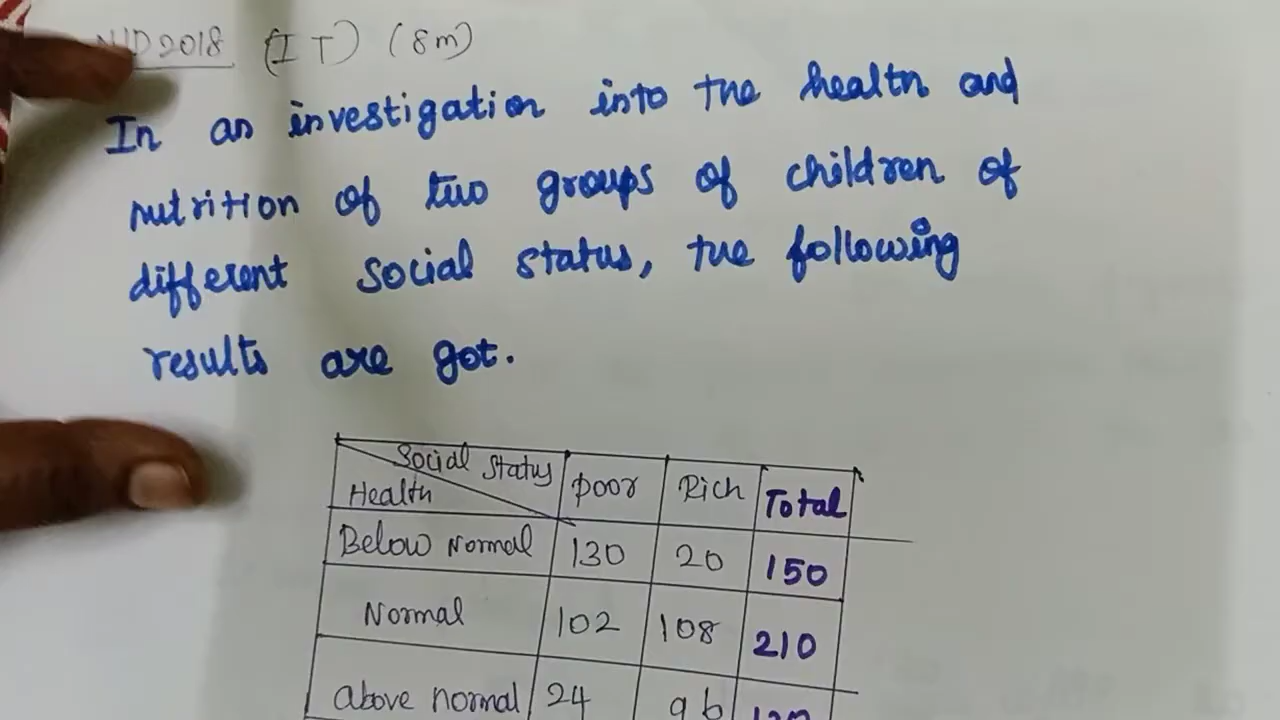 N/D 2018 (IT) (8m)
In an investigation into the health and
nutrition of two groups of children of
different social status, the following
results are got.
Social Status
Health
poor Rich Total
Below Normal 130 20 150
Normal 102 108 210
above normal 24 96